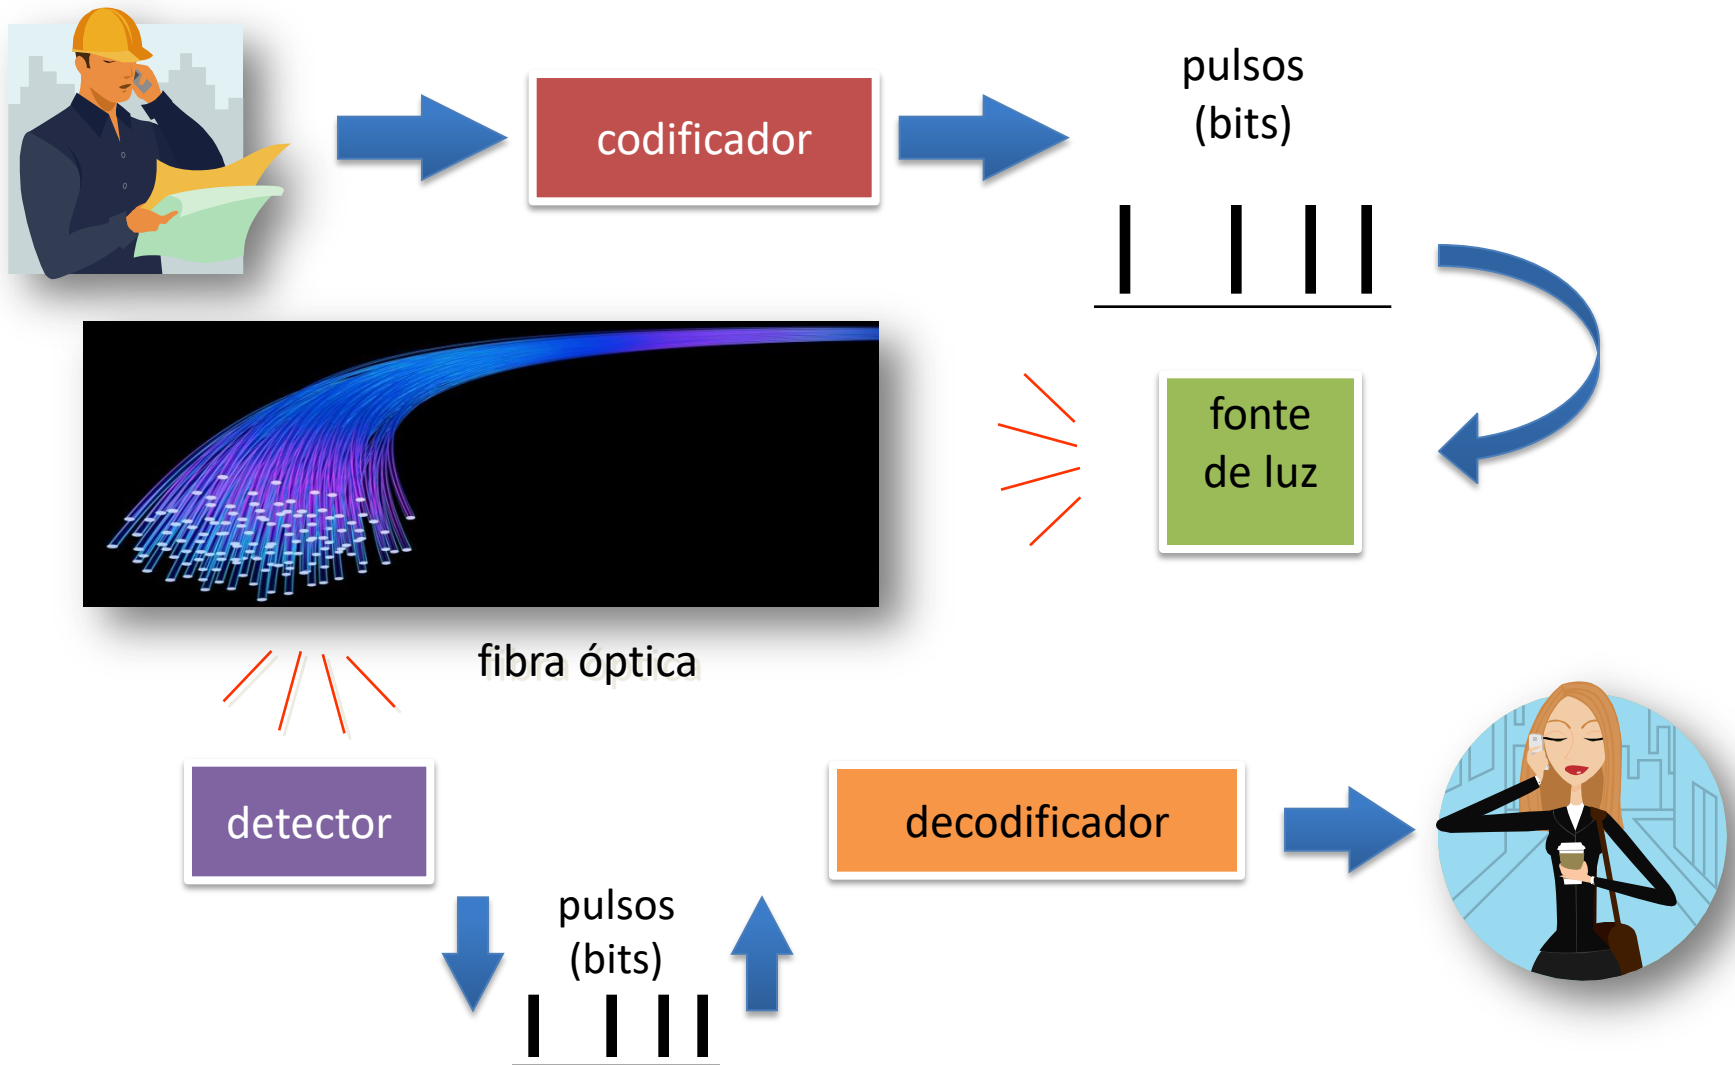 codificador
pulsos
(bits)
fonte
de luz
fibra óptica
detector
decodificador
pulsos
(bits)